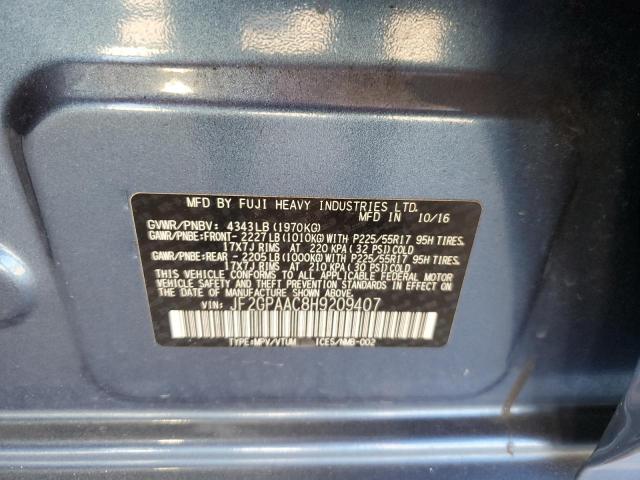 MFD BY FUJI HEAVY INDUSTRIES LTD.
MFD IN 10/16
GVWR/PNBV: 4343LB(1970KG)
GAWR/PNBE:FRONT-2227LB(1010KG)WITH P225/55R17 95H TIRES,
17X7J RIMS AT 220 KPA(32 PSI)COLD
GAWR/PNBE:REAR -2205LB(1000KG)WITH P225/55R17 95H TIRES,
17X7J RIMS AT 210 KPA(30 PSI)COLD
THIS VEHICLE CONFORMS TO ALL APPLICABLE FEDERAL MOTOR
VEHICLE SAFETY AND THEFT PREVENTION STANDARDS IN EFFECT
ON THE DATE OF MANUFACTURE SHOWN ABOVE.
VIN: JF2GPAAC8H9209407
TYPE:MPV/VTUM ICES/NMB-002